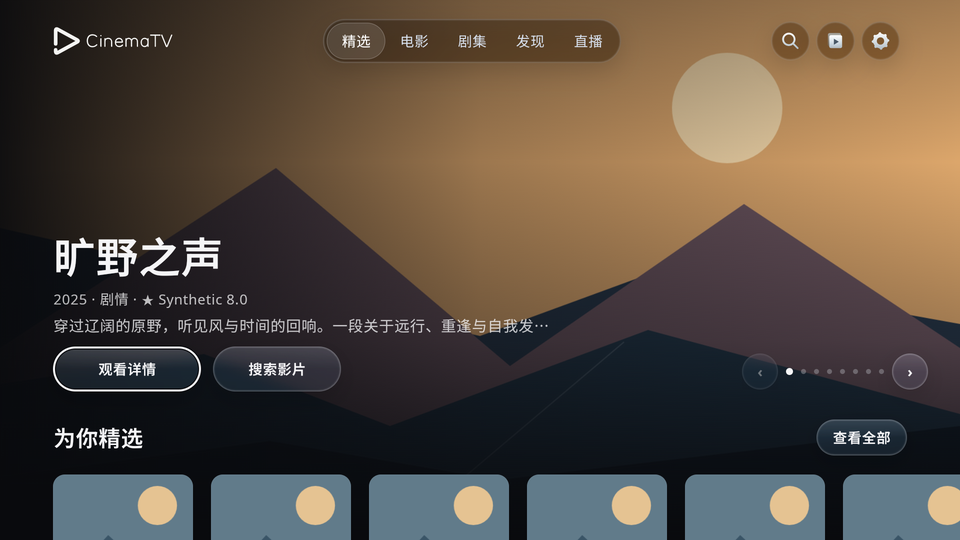 CinemaTV
精选 电影 剧集 发现 直播
旷野之声
2025 · 剧情 · ★ Synthetic 8.0
穿过辽阔的原野，听见风与时间的回响。一段关于远行、重逢与自我发…
观看详情 搜索影片
‹ ›
为你精选 查看全部